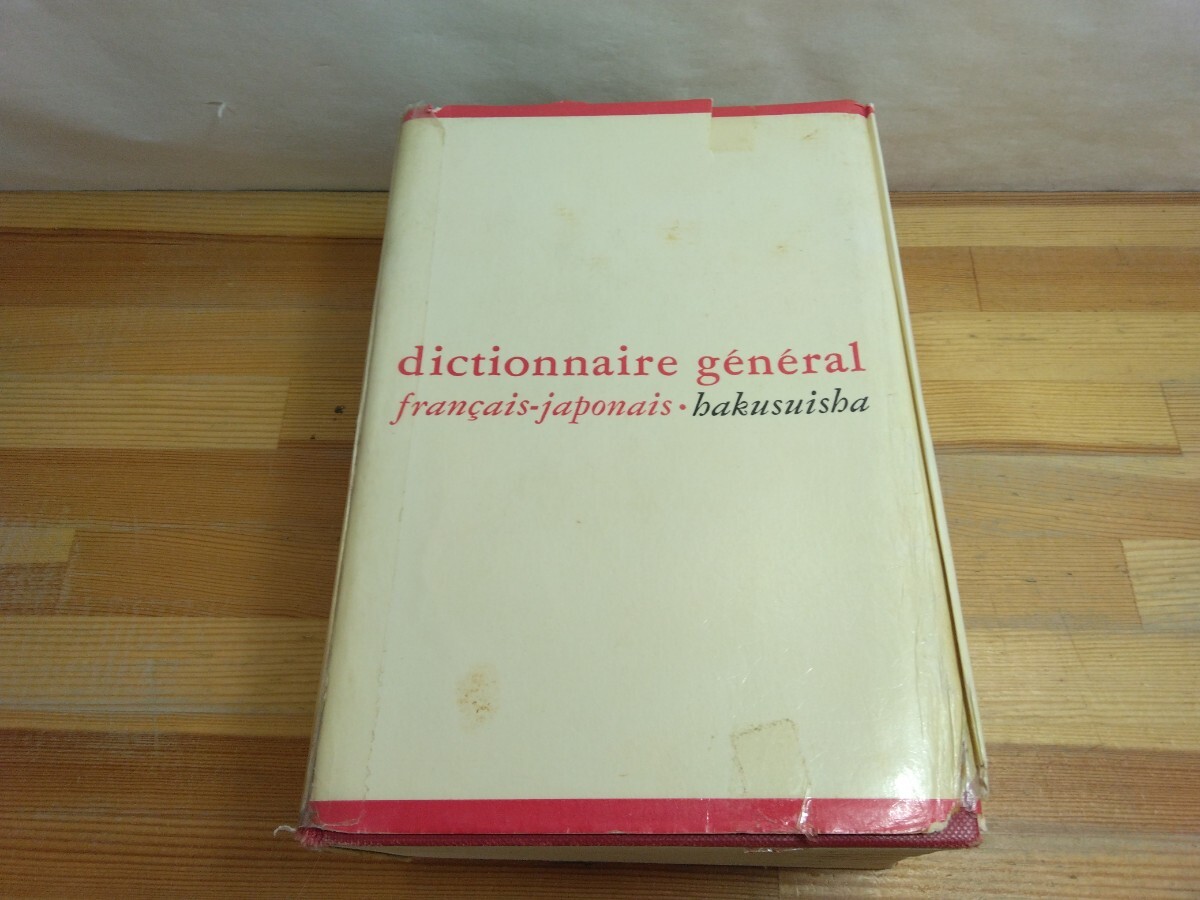 dictionnaire général
français-japonais • hakusuisha